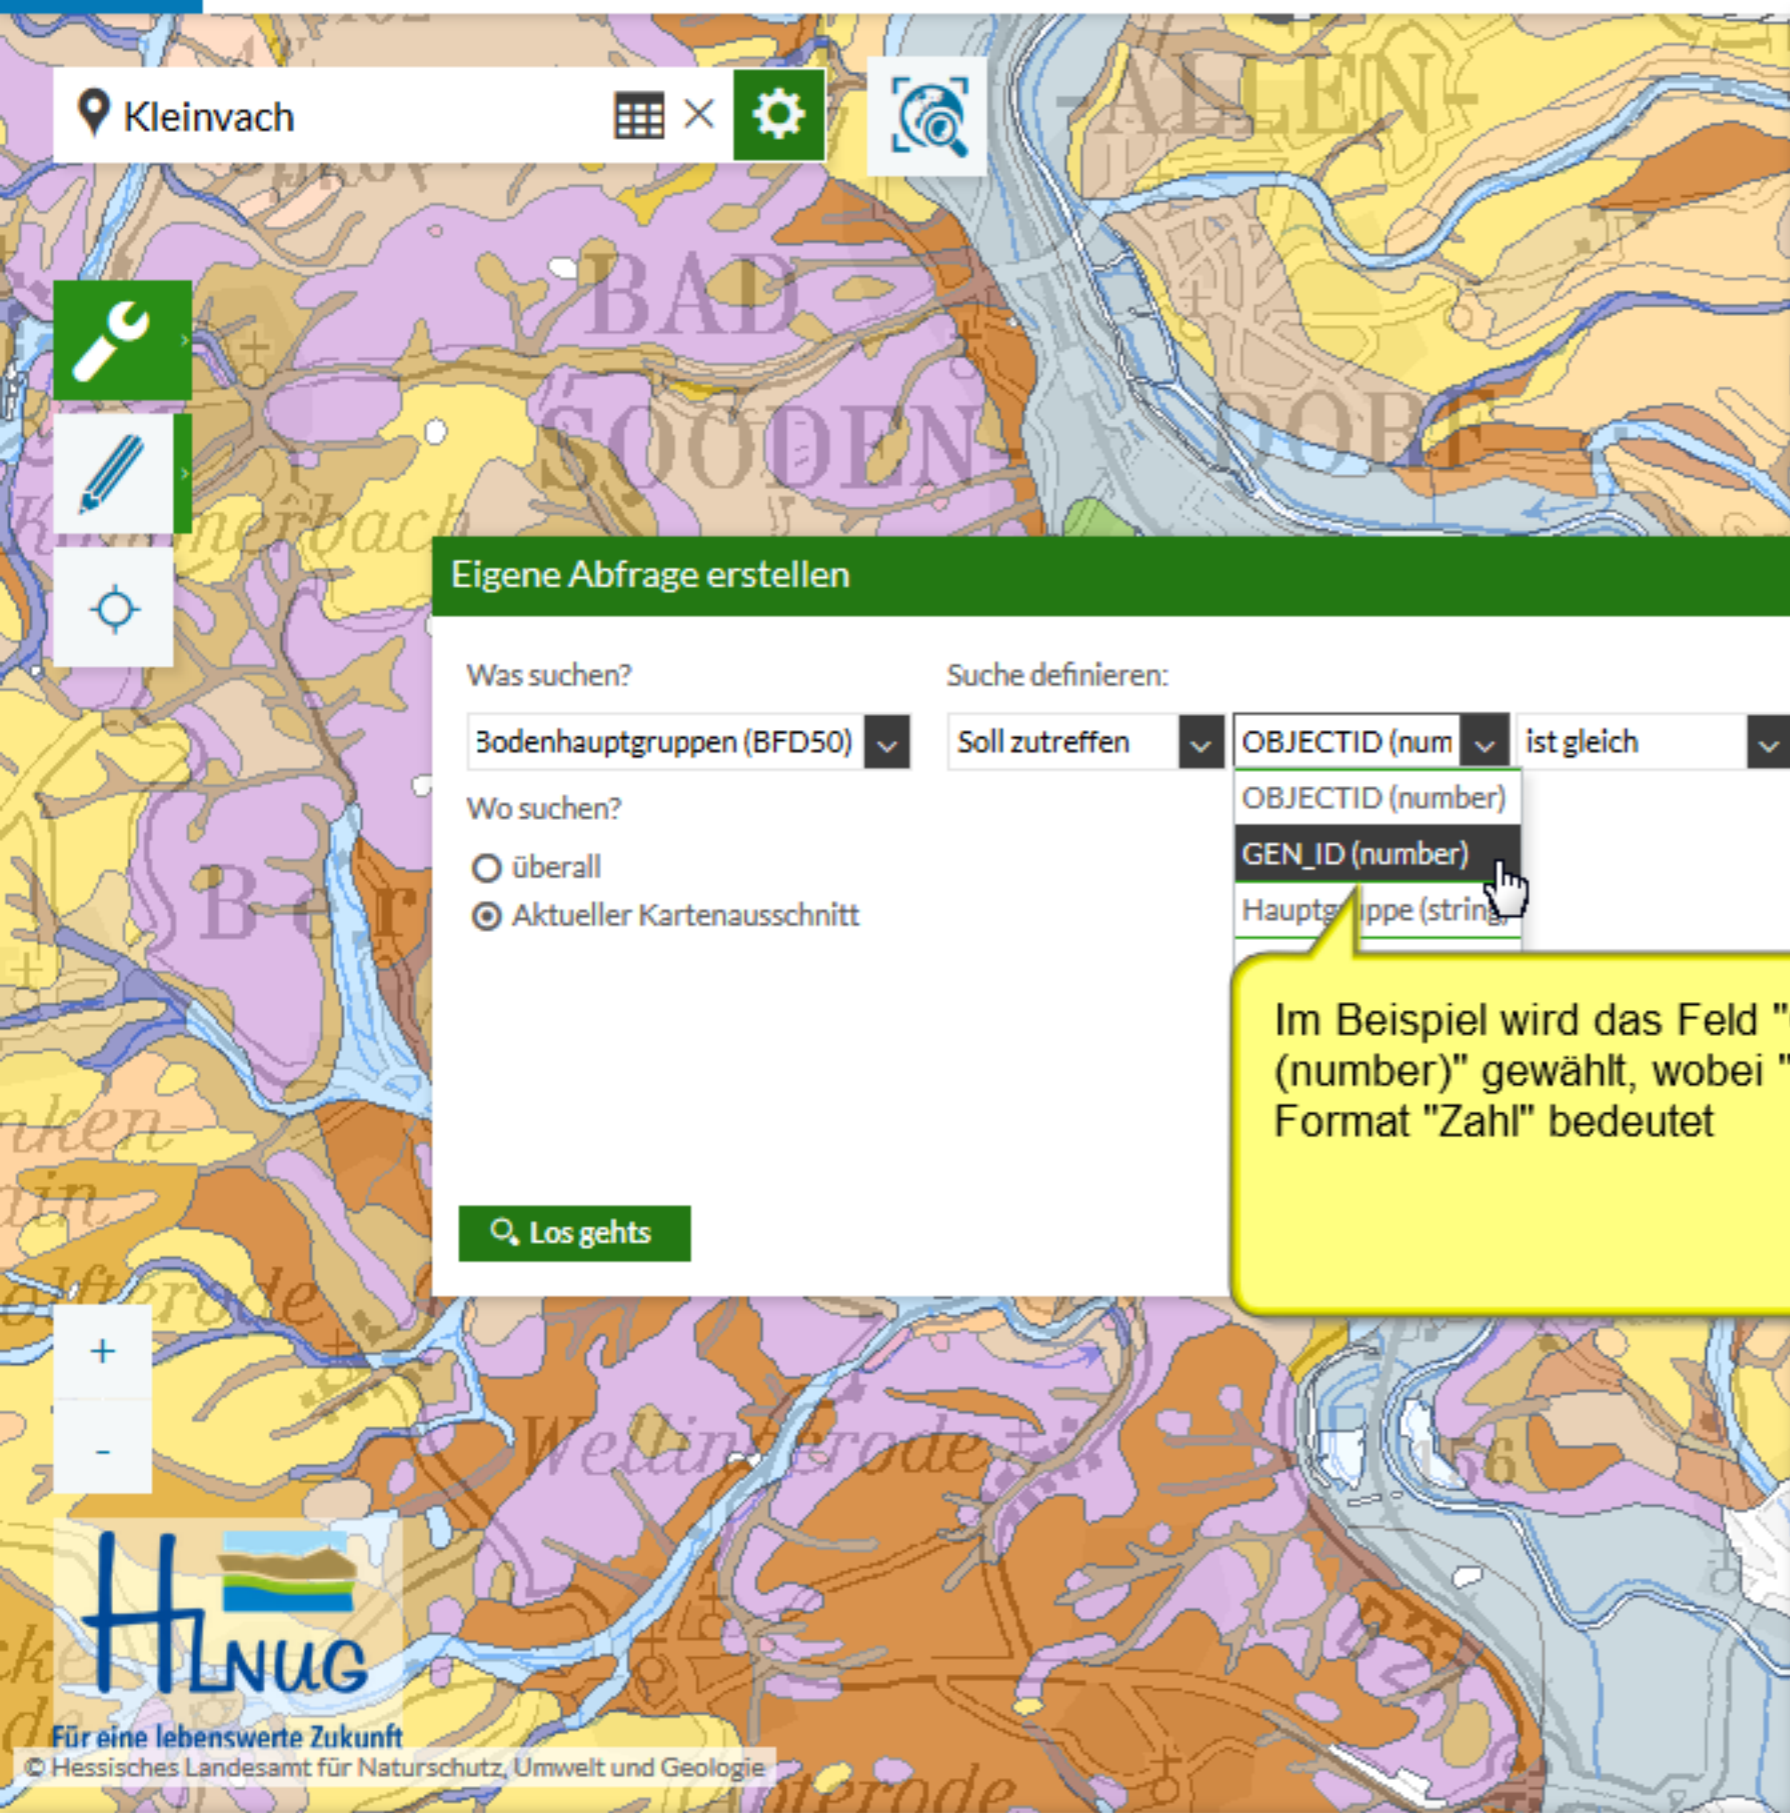 Kleinvach
ALLEN-
BAD
SOODEN-
DORF
Eigene Abfrage erstellen
Was suchen?
Suche definieren:
Bodenhauptgruppen (BFD50)
Soll zutreffen
OBJECTID (num
ist gleich
OBJECTID (number)
Wo suchen?
GEN_ID (number)
überall
Aktueller Kartenausschnitt
Im Beispiel wird das Feld "
(number)" gewählt, wobei "
Format "Zahl" bedeutet
Los gehts
+
-
156
HLNUG
Für eine lebenswerte Zukunft
© Hessisches Landesamt für Naturschutz, Umwelt und Geologie